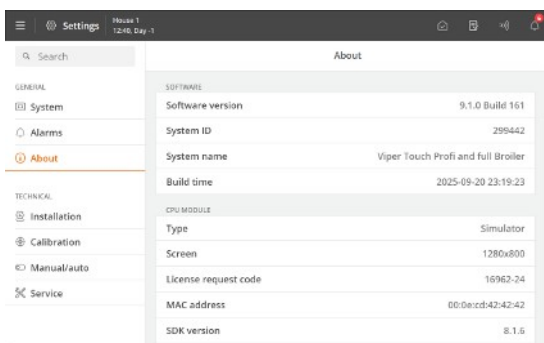 Settings
House 1
12:40, Day -1
Search
About
GENERAL
System
Alarms
About
TECHNICAL
Installation
Calibration
Manual/auto
Service
SOFTWARE
Software version 9.1.0 Build 161
System ID 299442
System name Viper Touch Profi and full Broiler
Build time 2025-09-20 23:19:23
CPU MODULE
Type Simulator
Screen 1280x800
License request code 16962-24
MAC address 00:0e:cd:42:42:42
SDK version 8.1.6